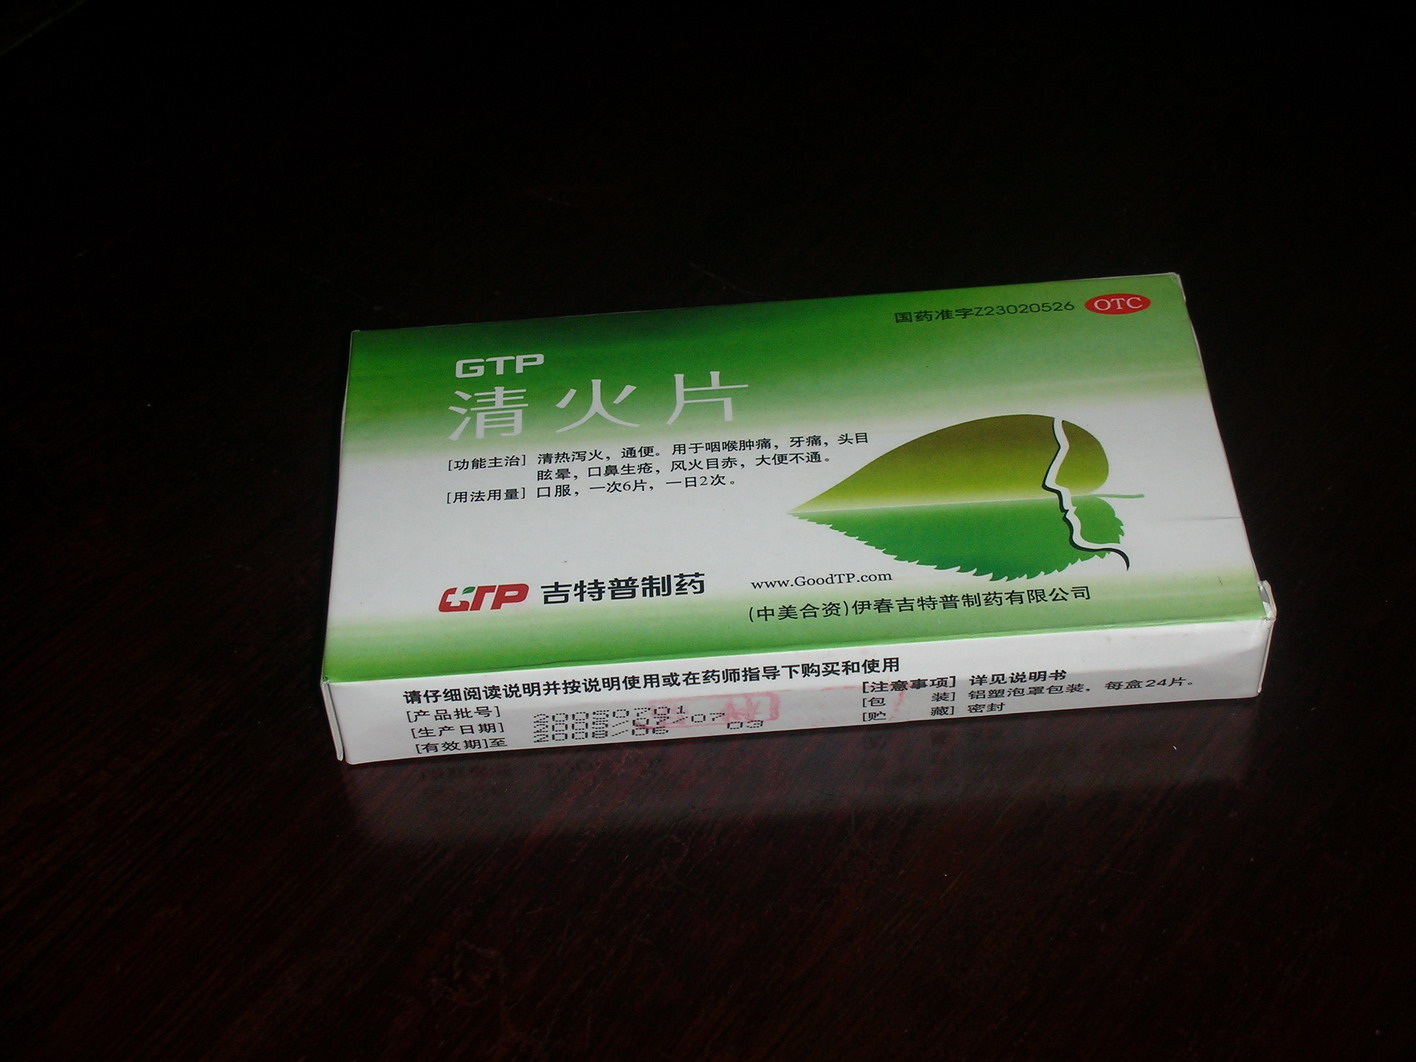 国药准字Z23020526 OTC
GTP
清火片
[功能主治] 清热泻火，通便。用于咽喉肿痛，牙痛，头目
眩晕，口鼻生疮，风火目赤，大便不通。
[用法用量] 口服，一次6片，一日2次。
GTP 吉特普制药 www.GoodTP.com
(中美合资)伊春吉特普制药有限公司
请仔细阅读说明并按说明使用或在药师指导下购买和使用
[产品批号] 20050701
[生产日期] 2005/07/07 03
[有效期]至 2008/06
[注意事项] 详见说明书
[包 装] 铝塑泡罩包装，每盒24片。
[贮 藏] 密封